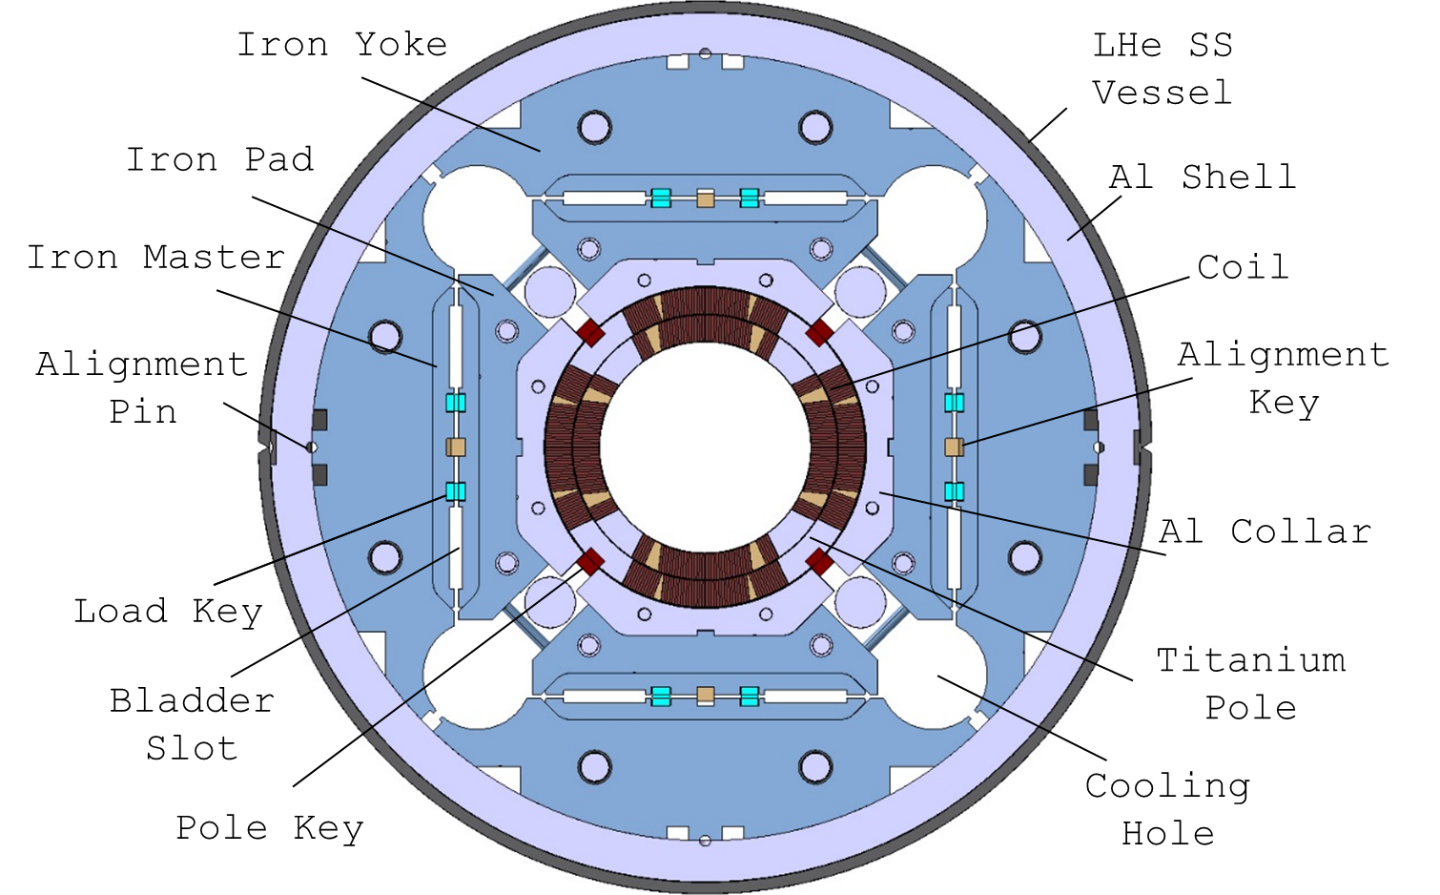 Iron Yoke
LHe SS
Vessel
Iron Pad
Al Shell
Iron Master
Coil
Alignment
Pin
Alignment
Key
Al Collar
Load Key
Titanium
Pole
Bladder
Slot
Cooling
Hole
Pole Key